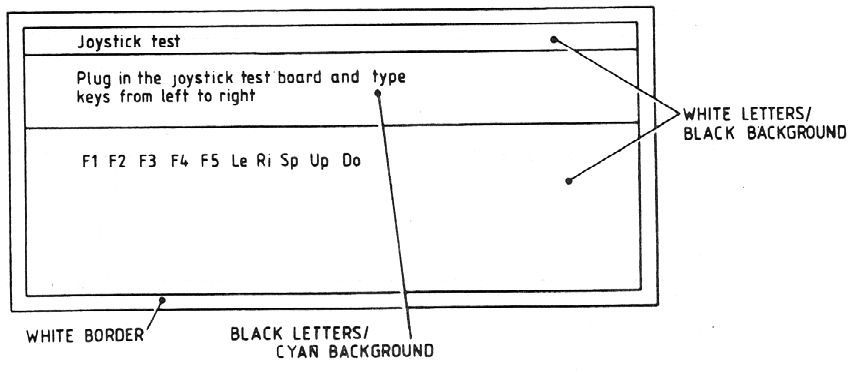 Joystick test
Plug in the joystick test board and type
keys from left to right
WHITE LETTERS/
BLACK BACKGROUND
F1 F2 F3 F4 F5 Le Ri Sp Up Do
WHITE BORDER
BLACK LETTERS/
CYAN BACKGROUND